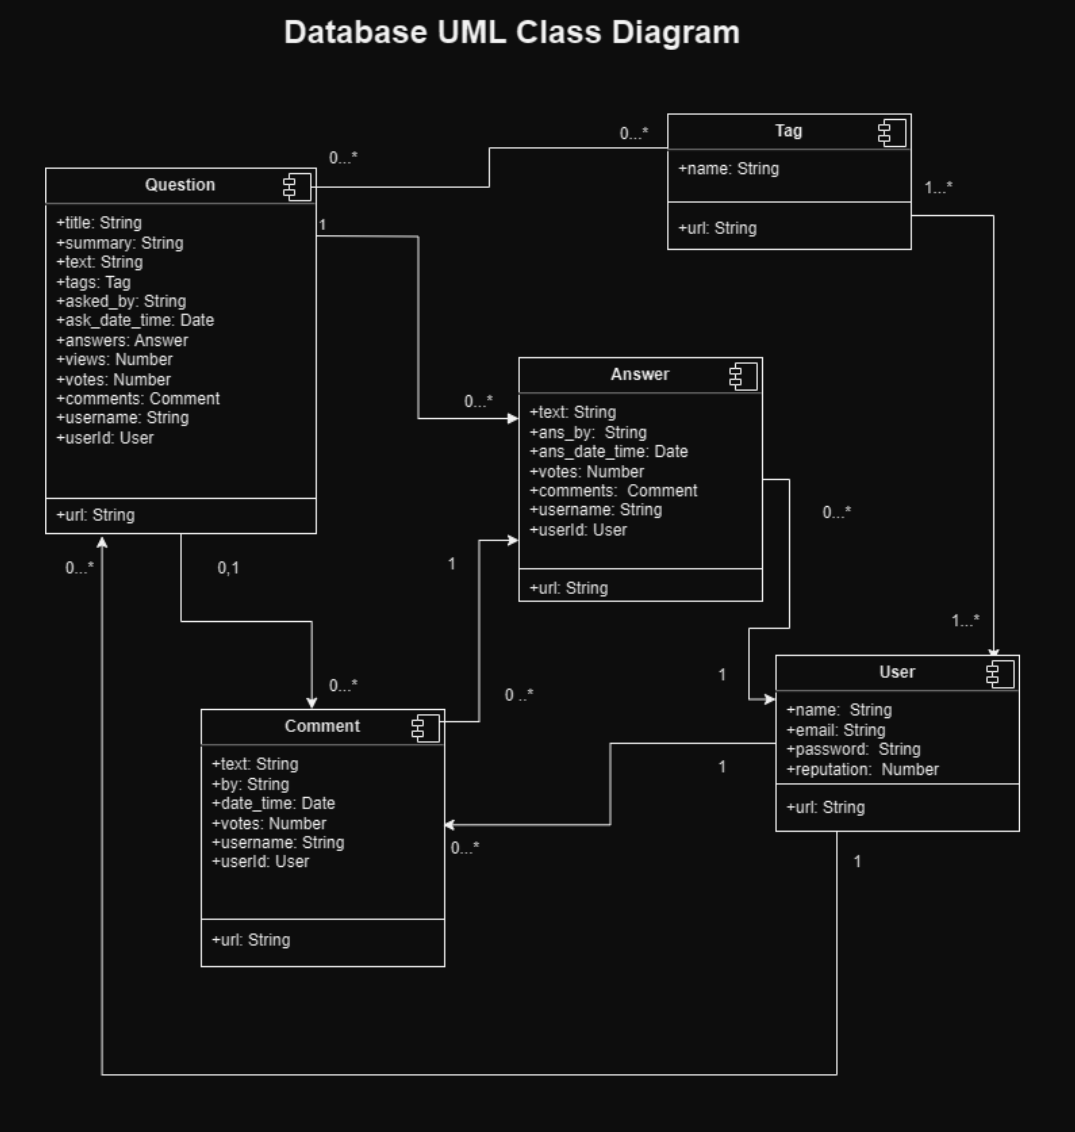 Database UML Class Diagram
0...*
Tag
0...*
+name: String
Question
1...*
+title: String
1
+url: String
+summary: String
+text: String
+tags: Tag
+asked_by: String
+ask_date_time: Date
+answers: Answer
+views: Number
+votes: Number
+comments: Comment
+username: String
+userId: User
+url: String
Answer
0...*
+text: String
+ans_by:  String
+ans_date_time: Date
+votes: Number
+comments:  Comment
+username: String
+userId: User
+url: String
0...*
1
0...*
0,1
1...*
0...*
1
0 ..*
User
+name:  String
+email: String
+password:  String
+reputation:  Number
+url: String
Comment
+text: String
+by: String
+date_time: Date
+votes: Number
+username: String
+userId: User
+url: String
1
0...*
1